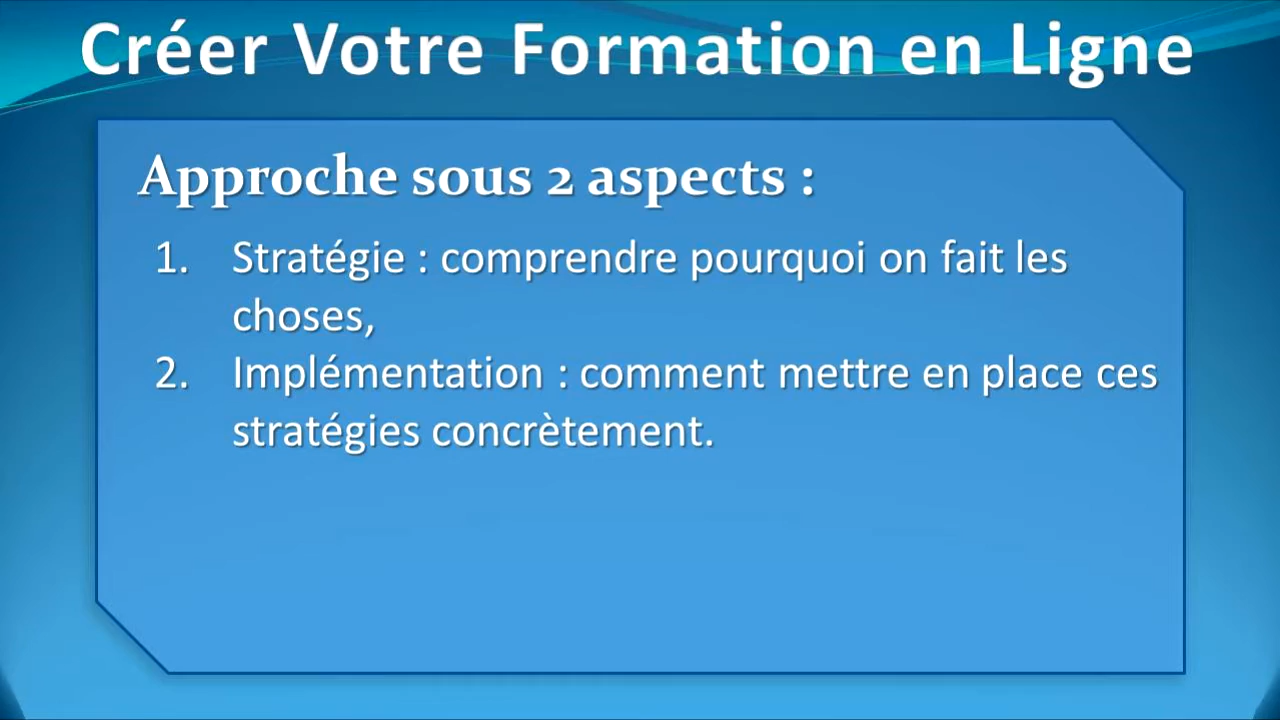 Créer Votre Formation en Ligne
Approche sous 2 aspects :
1. Stratégie : comprendre pourquoi on fait les
choses,
2. Implémentation : comment mettre en place ces
stratégies concrètement.